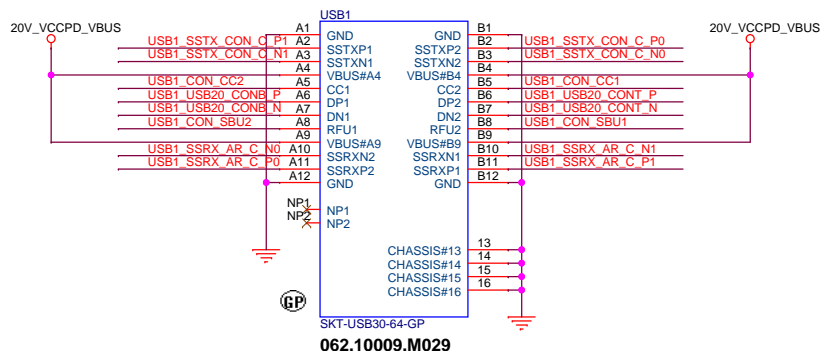 USB1
20V_VCCPD_VBUS
20V_VCCPD_VBUS
A1 GND GND B1
USB1_SSTX_CON_C_P1 A2 SSTXP1 SSTXP2 B2 USB1_SSTX_CON_C_P0
USB1_SSTX_CON_C_N1 A3 SSTXN1 SSTXN2 B3 USB1_SSTX_CON_C_N0
A4 VBUS#A4 VBUS#B4 B4
USB1_CON_CC2 A5 CC1 CC2 B5 USB1_CON_CC1
USB1_USB20_CONB_P A6 DP1 DP2 B6 USB1_USB20_CONT_P
USB1_USB20_CONB_N A7 DN1 DN2 B7 USB1_USB20_CONT_N
USB1_CON_SBU2 A8 RFU1 RFU2 B8 USB1_CON_SBU1
A9 VBUS#A9 VBUS#B9 B9
USB1_SSRX_AR_C_N0 A10 SSRXN2 SSRXN1 B10 USB1_SSRX_AR_C_N1
USB1_SSRX_AR_C_P0 A11 SSRXP2 SSRXP1 B11 USB1_SSRX_AR_C_P1
A12 GND GND B12
NP1 NP1
NP2 NP2
CHASSIS#13 13
CHASSIS#14 14
CHASSIS#15 15
CHASSIS#16 16
GP
SKT-USB30-64-GP
062.10009.M029